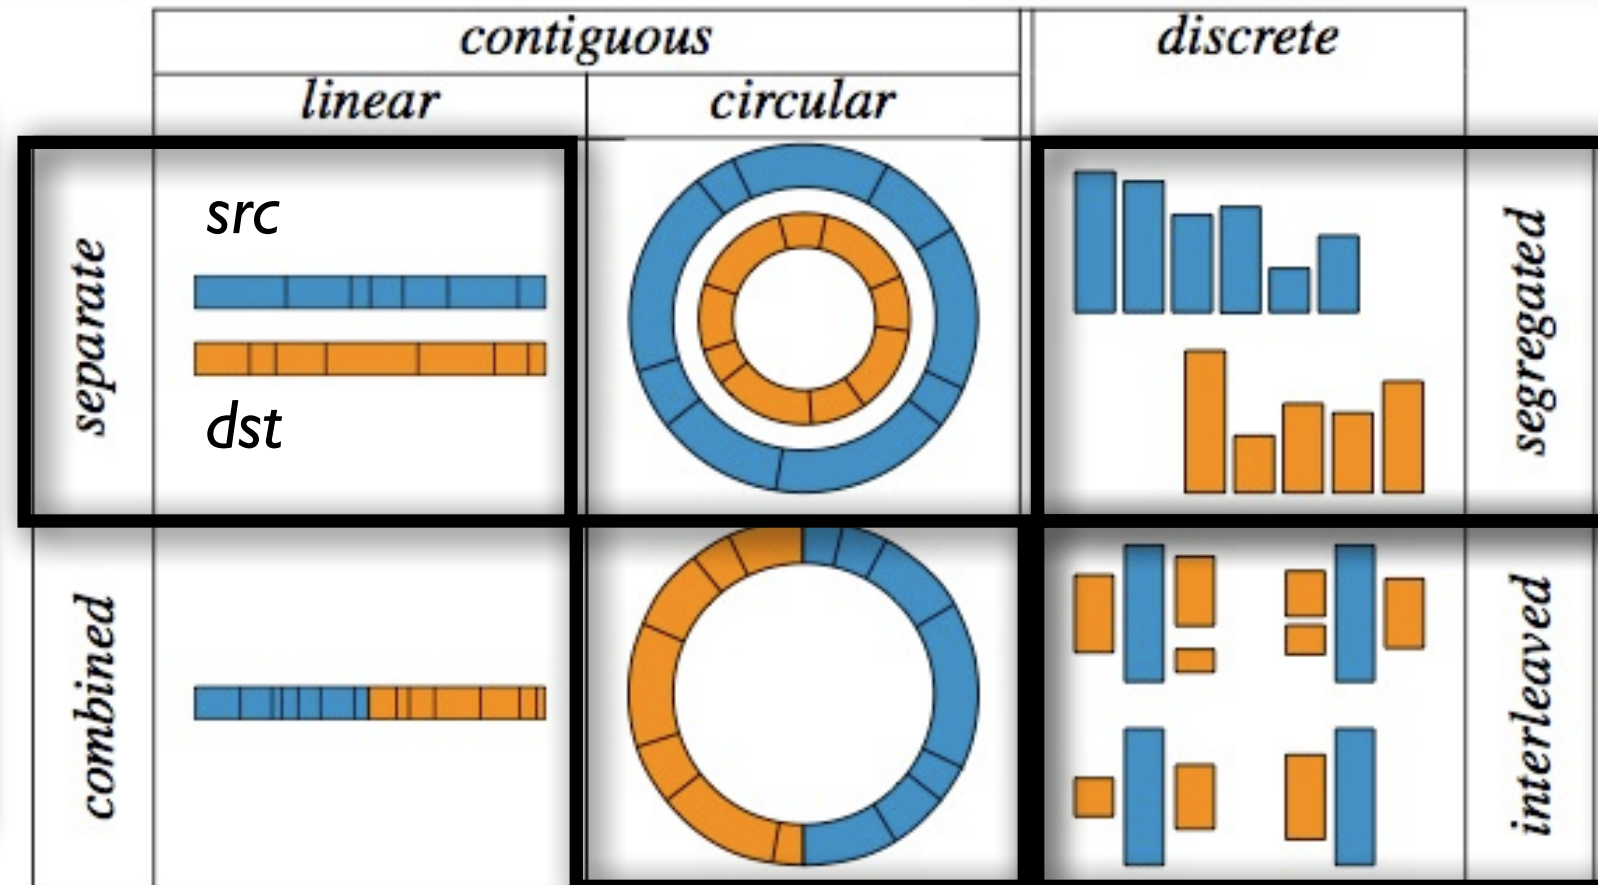 contiguous
discrete
linear
circular
separate
src
dst
segregated
combined
interleaved